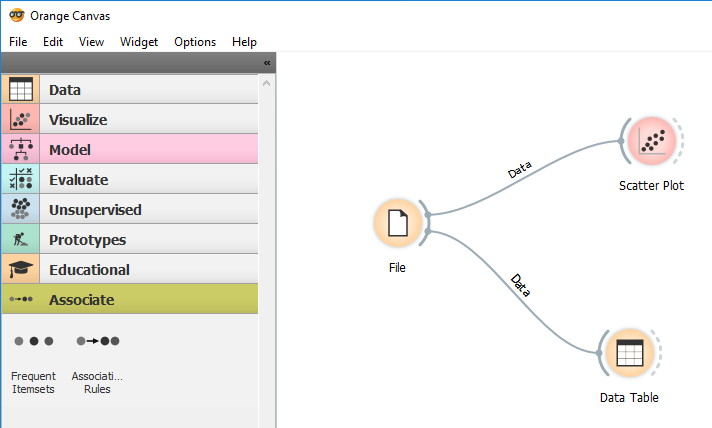 Orange Canvas
File Edit View Widget Options Help
«
Data
Visualize
Model
Evaluate
Unsupervised
Prototypes
Educational
Associate
Frequent
Itemsets
Associati...
Rules
Data
Scatter Plot
File
Data
Data Table